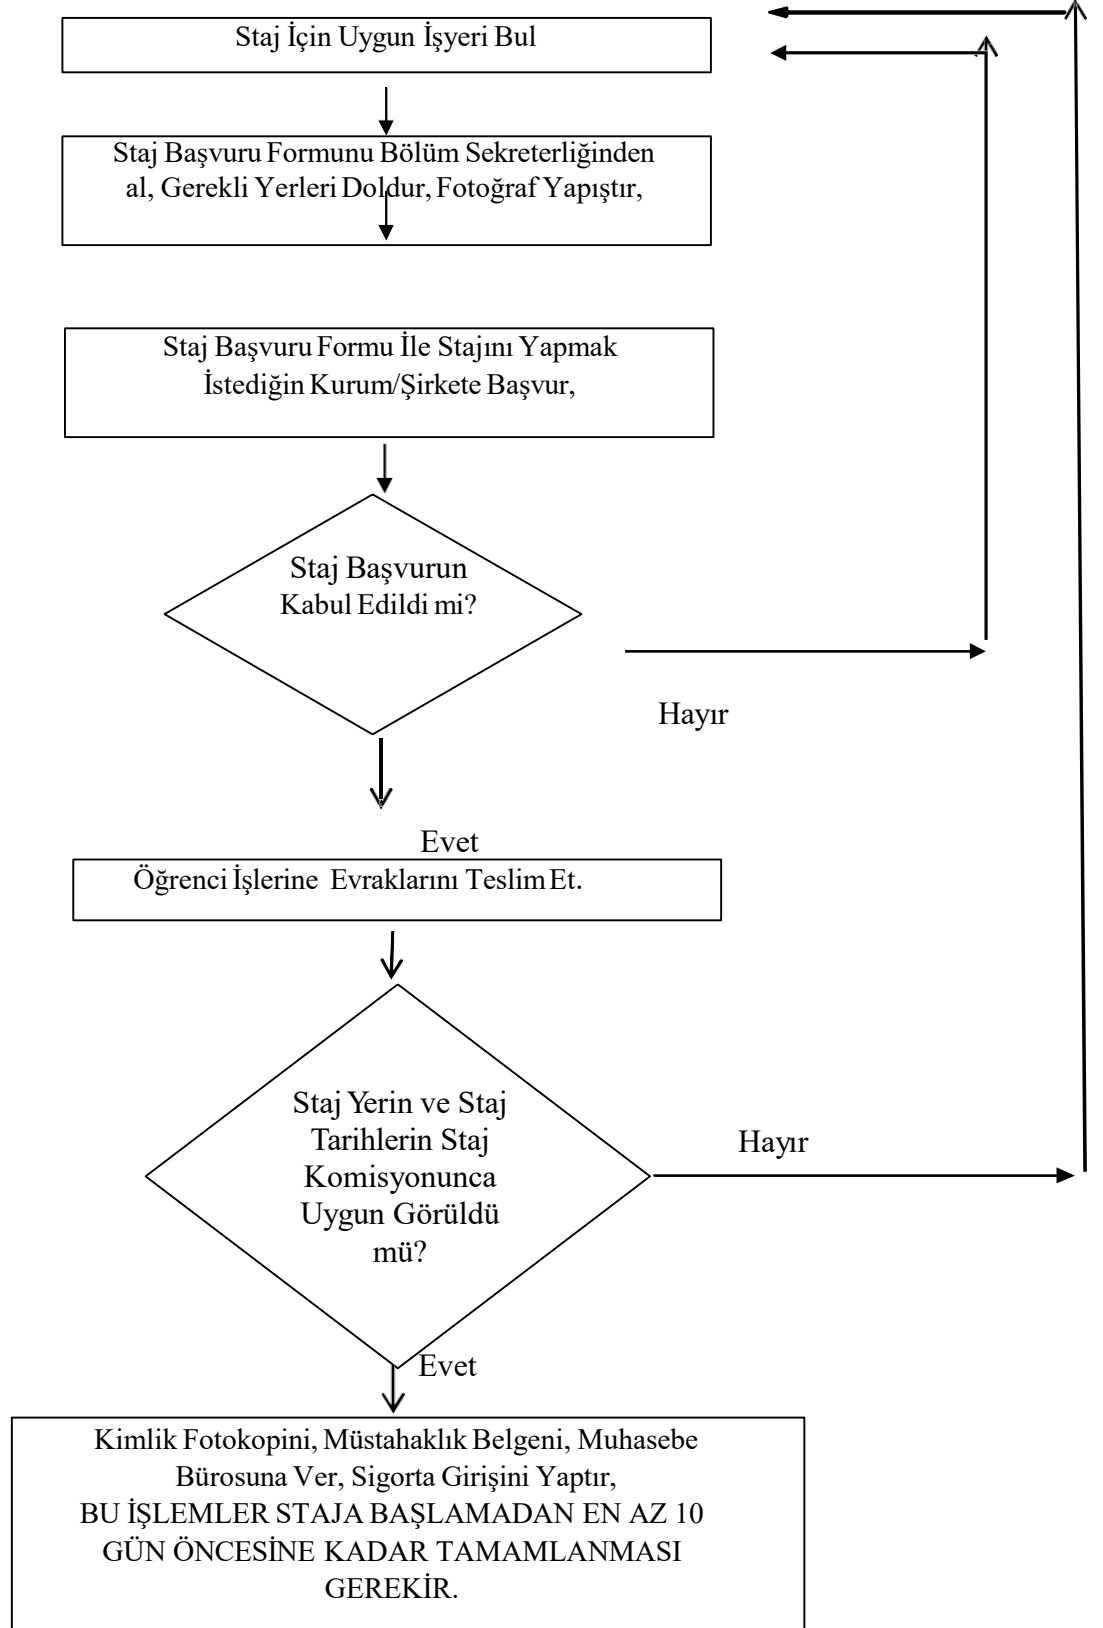 Staj İçin Uygun İşyeri Bul
Staj Başvuru Formunu Bölüm Sekreterliğinden
al, Gerekli Yerleri Doldur, Fotoğraf Yapıştır,
Staj Başvuru Formu İle Stajını Yapmak
İstediğin Kurum/Şirkete Başvur,
Staj Başvurun
Kabul Edildi mi?
Hayır
Evet
Öğrenci İşlerine Evraklarını Teslim Et.
Staj Yerin ve Staj
Tarihlerin Staj
Komisyonunca
Uygun Görüldü
mü?
Hayır
Evet
Kimlik Fotokopini, Müstahaklık Belgeni, Muhasebe
Bürosuna Ver, Sigorta Girişini Yaptır,
BU İŞLEMLER STAJA BAŞLAMADAN EN AZ 10
GÜN ÖNCESİNE KADAR TAMAMLANMASI
GEREKİR.